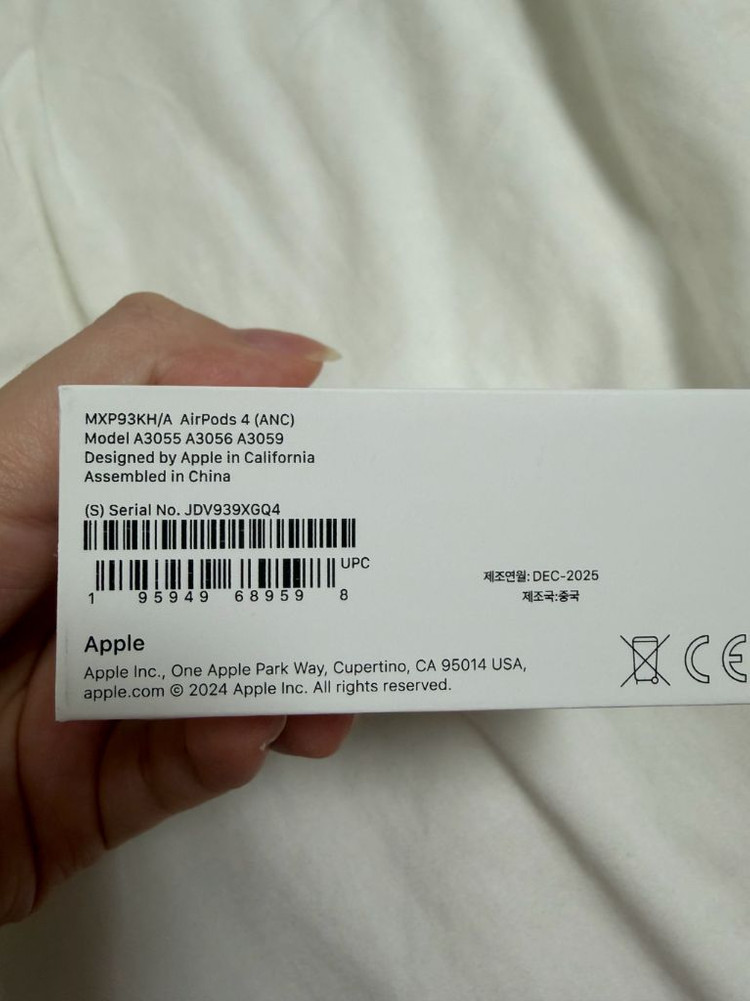 MXP93KH/A AirPods 4 (ANC)
Model A3055 A3056 A3059
Designed by Apple in California
Assembled in China
(S) Serial No. JDV939XGQ4
UPC
1 95949 68959 8
제조연월: DEC-2025
제조국:중국
Apple
Apple Inc., One Apple Park Way, Cupertino, CA 95014 USA,
apple.com © 2024 Apple Inc. All rights reserved.
CE